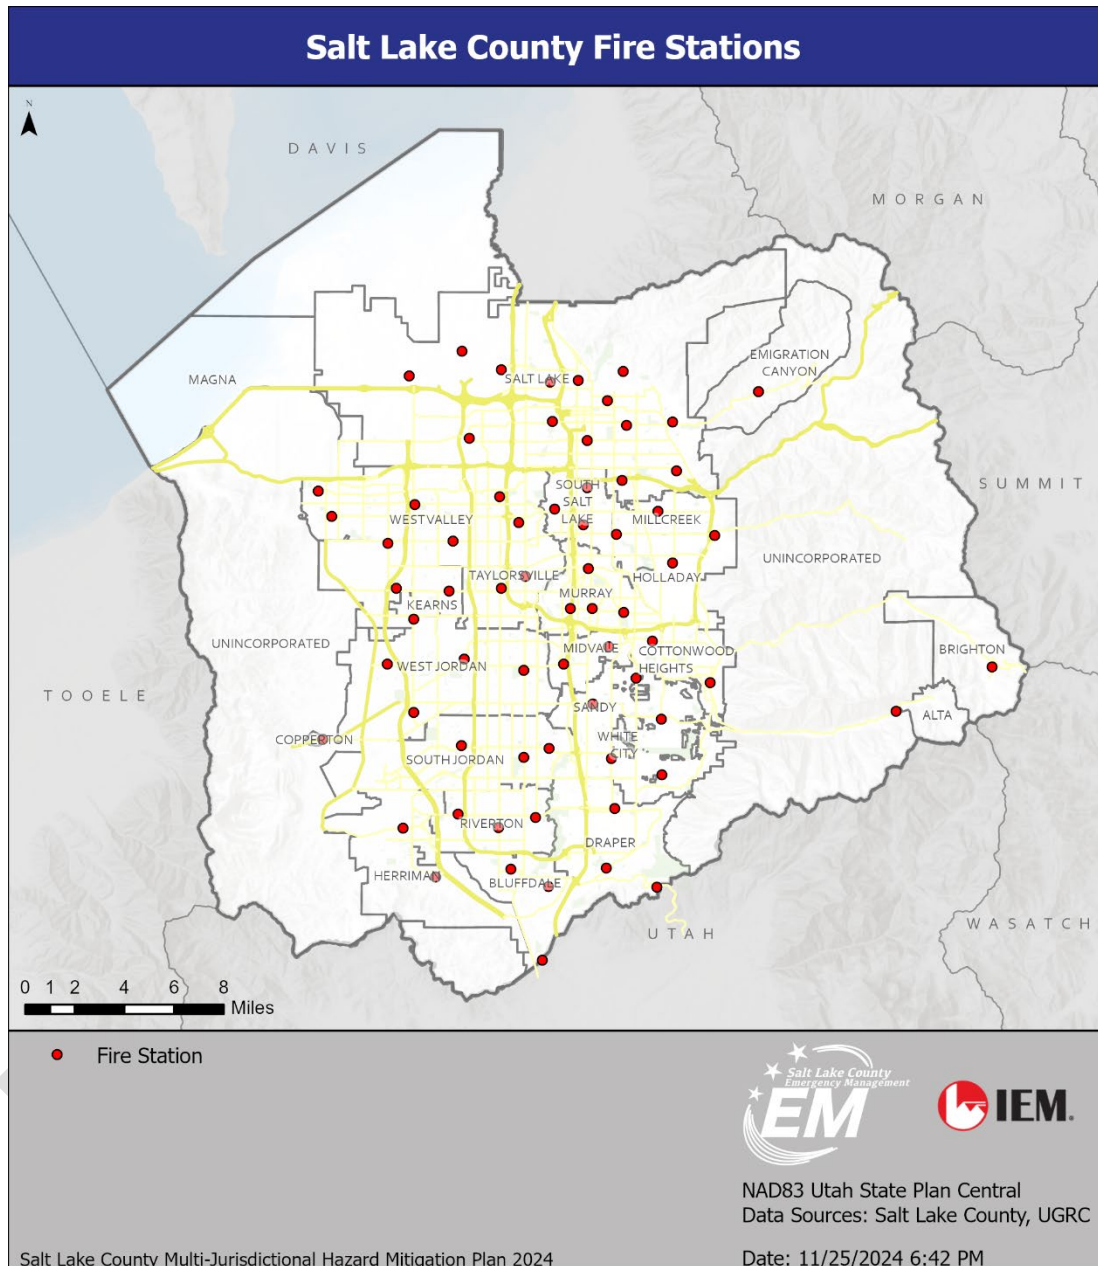 Salt Lake County Fire Stations
N
DAVIS
MORGAN
EMIGRATION
CANYON
MAGNA
SALT LAKE
SUMMIT
SOUTH
SALT
LAKE
WEST VALLEY
MILLCREEK
UNINCORPORATED
TAYLORSVILLE
HOLLADAY
KEARNS
MURRAY
UNINCORPORATED
MIDVALE
COTTONWOOD
HEIGHTS
BRIGHTON
WEST JORDAN
TOOELE
SANDY
ALTA
COPPERTON
WHITE
CITY
SOUTH JORDAN
RIVERTON
DRAPER
HERRIMAN
BLUFFDALE
UTAH
WASATCH
0 1 2 4 6 8
Miles
Fire Station
Salt Lake County
Emergency Management
EM
IEM.
NAD83 Utah State Plan Central
Data Sources: Salt Lake County, UGRC
Salt Lake County Multi-Jurisdictional Hazard Mitigation Plan 2024
Date: 11/25/2024 6:42 PM